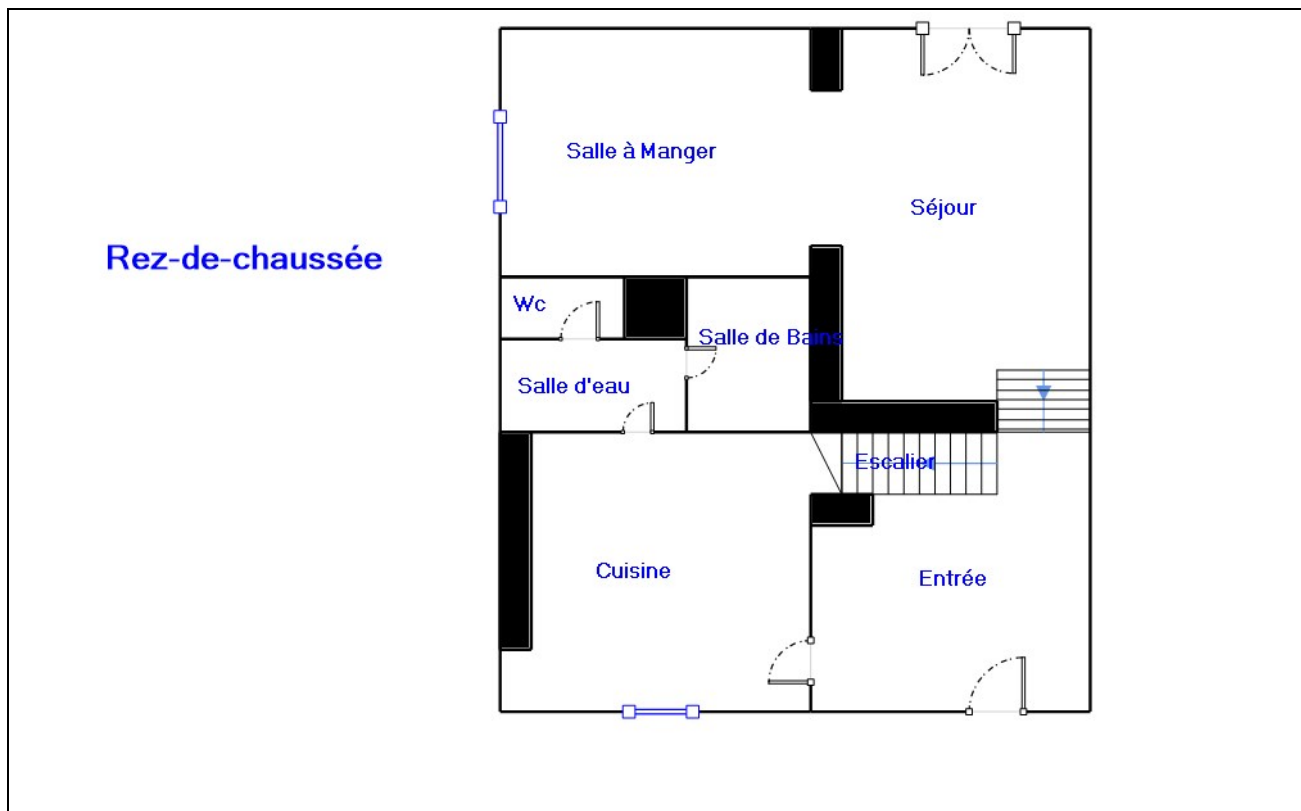 Salle à Manger
Séjour
Rez-de-chaussée
Wc
Salle de Bains
Salle d'eau
Escalier
Cuisine
Entrée